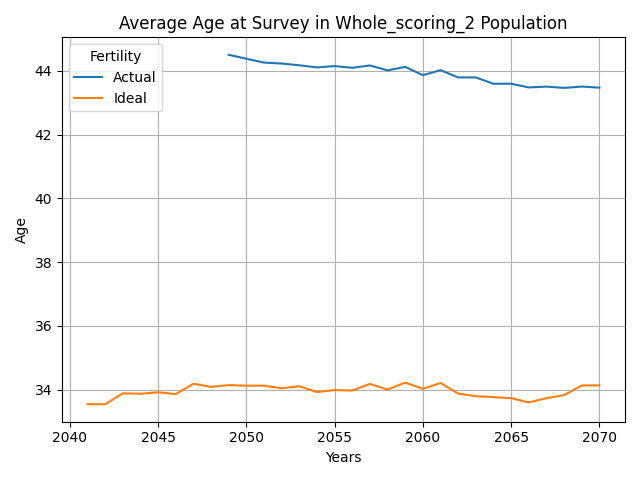 Average Age at Survey in Whole_scoring_2 Population
Fertility
Actual
Ideal
Age
44
42
40
38
36
34
2040 2045 2050 2055 2060 2065 2070
Years